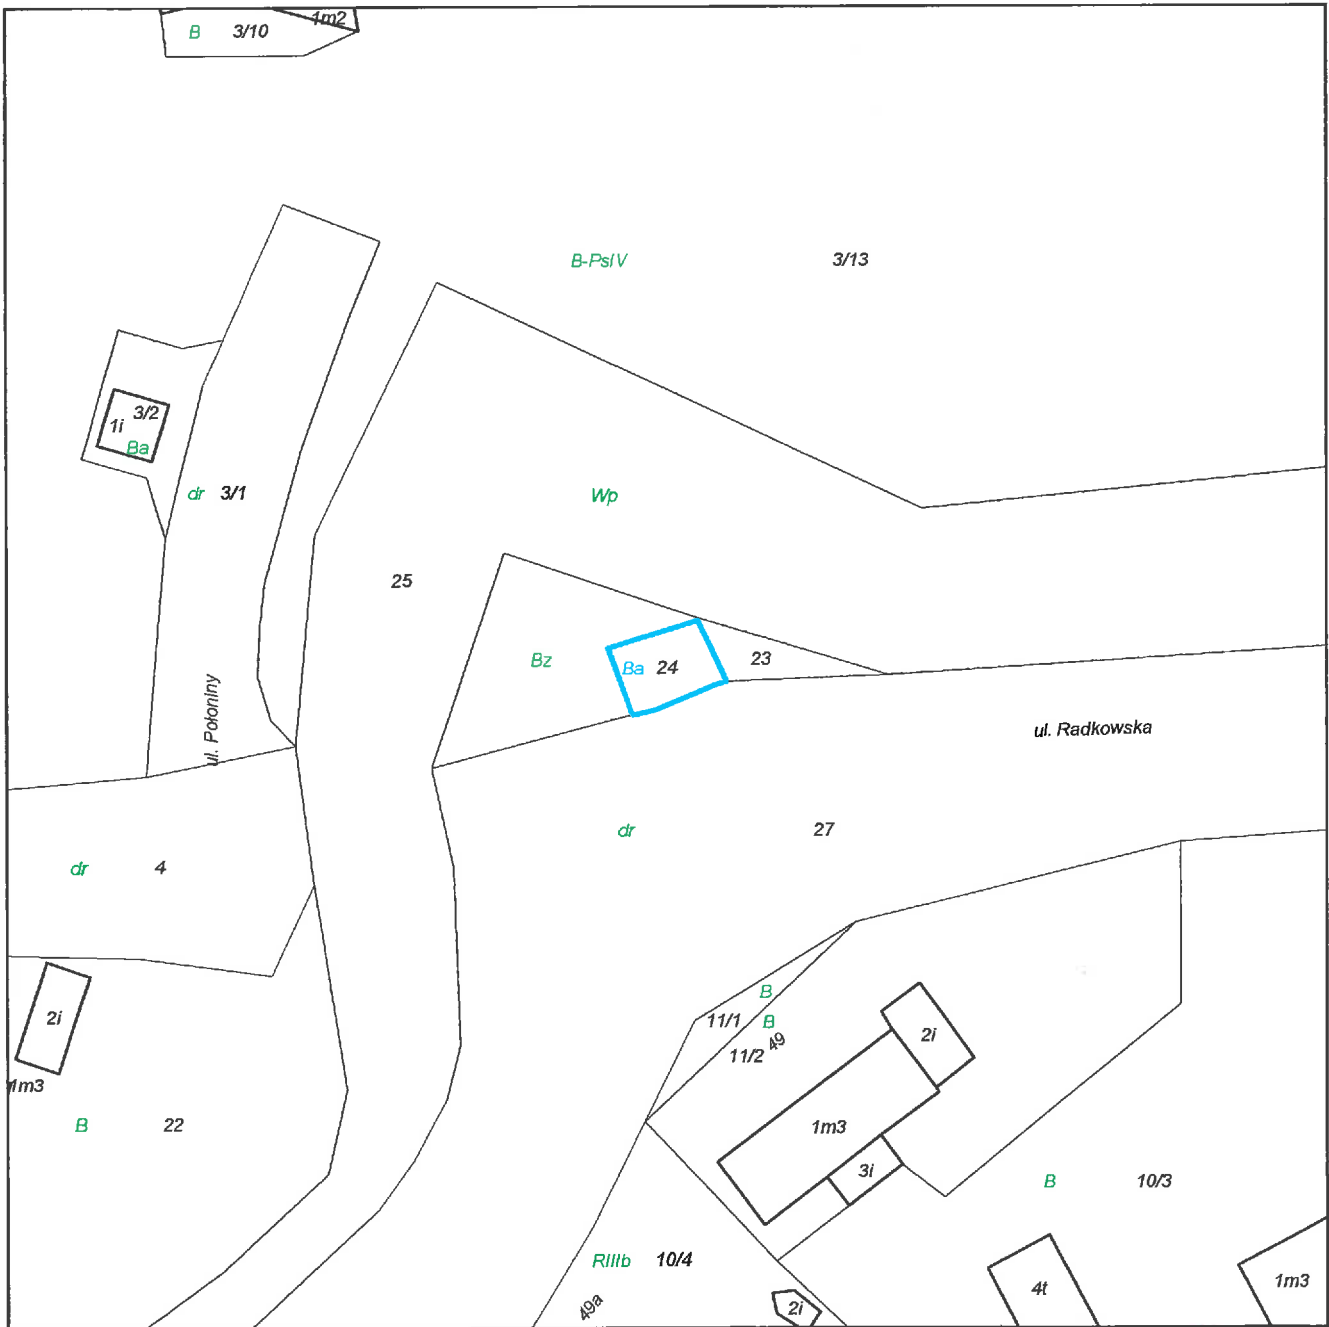 1m2
B 3/10
B-PsIV 3/13
3/2
1i
Ba
dr 3/1
Wp
25
Bz
Ba 24
23
ul. Połoniny
ul. Radkowska
dr 27
dr 4
B
11/1 B
11/2 49
2i
2i
1m3
1m3
B 22
3i
B 10/3
RIIIb 10/4
4t
1m3
49a
2i